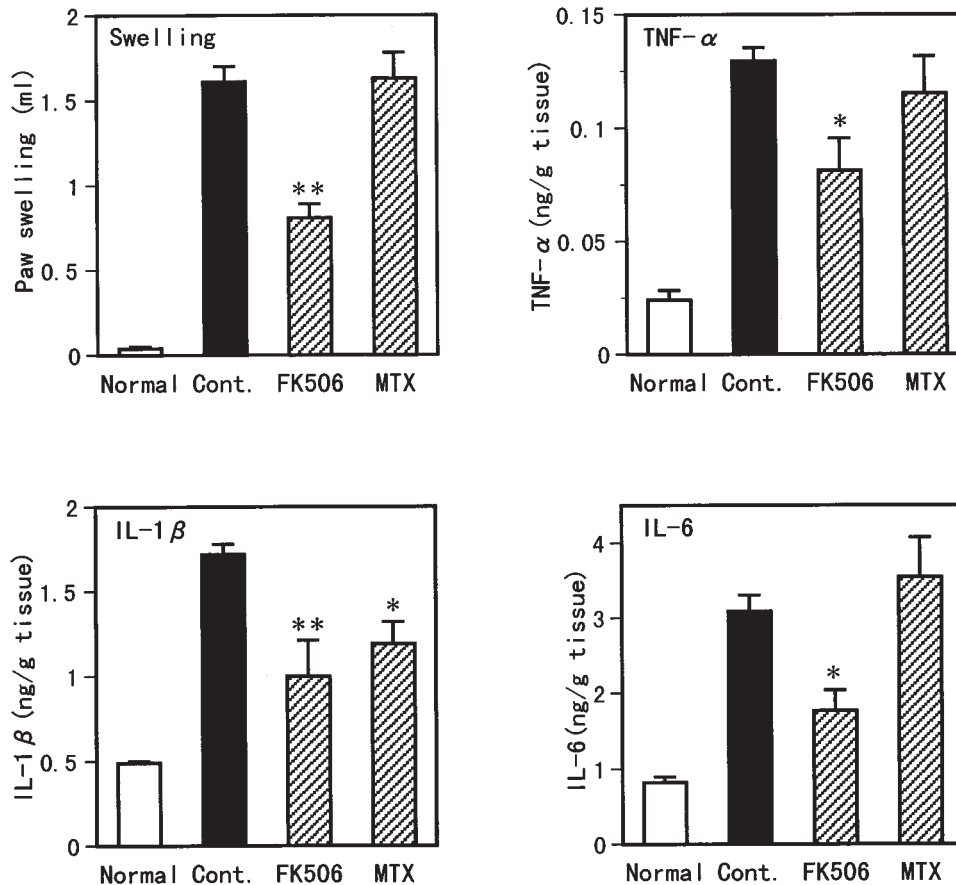 Swelling
Paw swelling (ml)
2
1.5
1
0.5
0
**
Normal Cont. FK506 MTX
TNF-α
TNF-α (ng/g tissue)
0.15
0.1
0.05
0
*
Normal Cont. FK506 MTX
IL-1β
IL-1β (ng/g tissue)
2
1.5
1
0.5
0
**
*
Normal Cont. FK506 MTX
IL-6
IL-6 (ng/g tissue)
4
3
2
1
0
*
Normal Cont. FK506 MTX